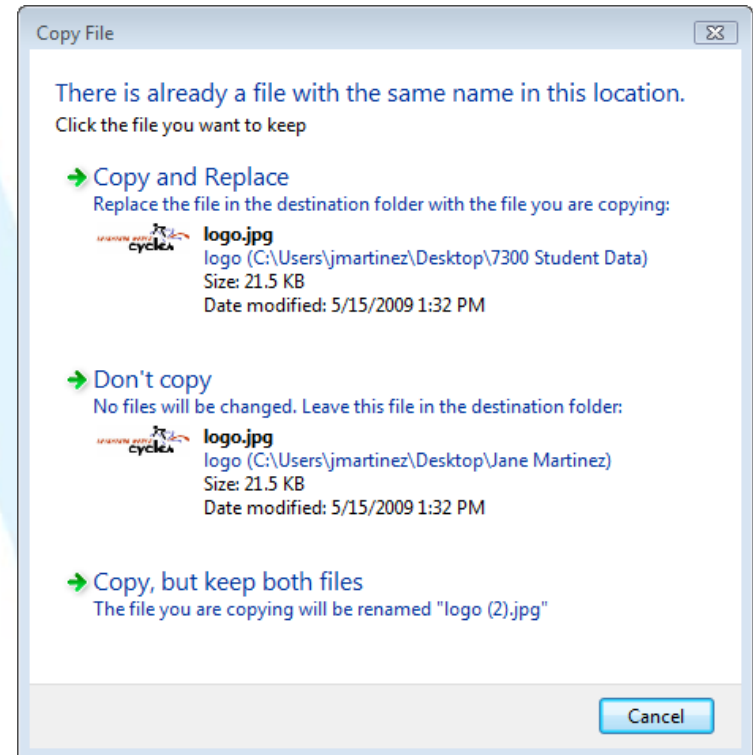 Copy File
There is already a file with the same name in this location.
Click the file you want to keep
Copy and Replace
Replace the file in the destination folder with the file you are copying:
cycles
logo.jpg
logo (C:\Users\jmartinez\Desktop\7300 Student Data)
Size: 21.5 KB
Date modified: 5/15/2009 1:32 PM
Don't copy
No files will be changed. Leave this file in the destination folder:
cycles
logo.jpg
logo (C:\Users\jmartinez\Desktop\Jane Martinez)
Size: 21.5 KB
Date modified: 5/15/2009 1:32 PM
Copy, but keep both files
The file you are copying will be renamed "logo (2).jpg"
Cancel